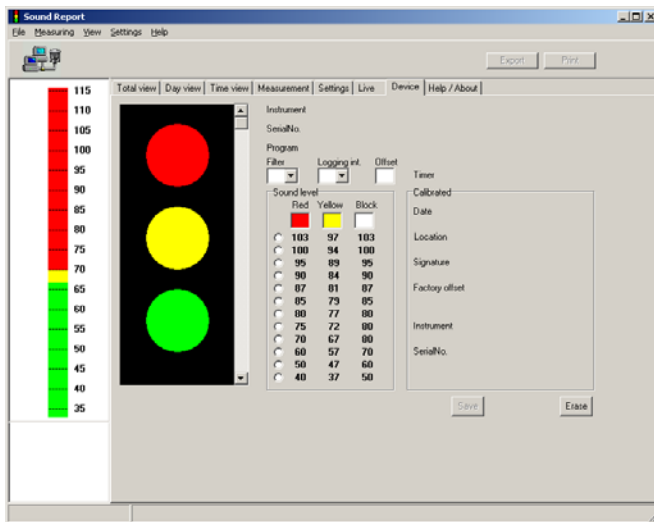 Sound Report
File Measuring View Settings Help
Export Print
Total view Day view Time view Measurement Settings Live Device Help / About
115
110
105
100
95
90
85
80
75
70
65
60
55
50
45
40
35
Instrument
SerialNo.
Program
Filter Logging int. Offset
Timer
Sound level
Red Yellow Block
103 97 103
100 94 100
95 89 95
90 84 90
87 81 87
85 79 85
80 77 80
75 72 80
70 67 80
60 57 70
50 47 60
40 37 50
Calibrated
Date
Location
Signature
Factory offset
Instrument
SerialNo.
Save Erase